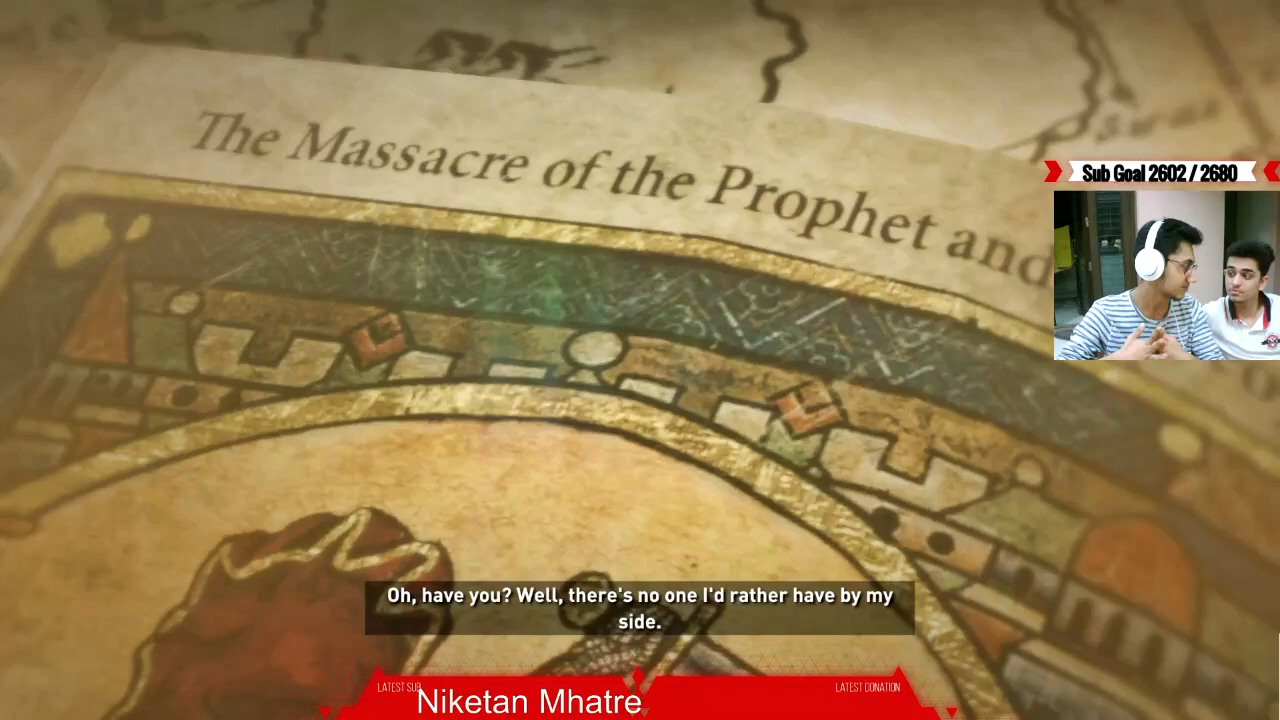 The Massacre of the Prophet and
Sub Goal 2602 / 2680
Oh, have you? Well, there's no one I'd rather have by my
side.
LATEST SUB
Niketan Mhatre
LATEST DONATION